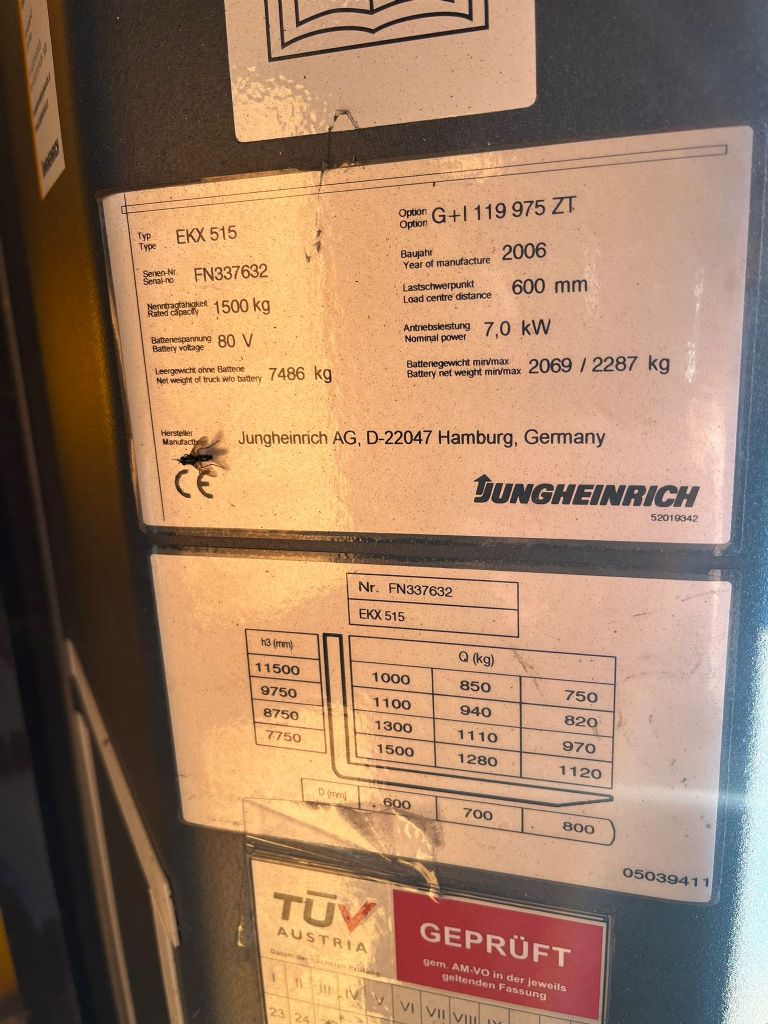 Typ
Type
EKX 515
Option
Option
G+I 119 975 ZT
Serien-Nr.
Serial-no
FN337632
Baujahr
Year of manufacture
2006
Nenntragfähigkeit
Rated capacity
1500 kg
Lastschwerpunkt
Load centre distance
600 mm
Batteriespannung
Battery voltage
80 V
Antriebsleistung
Nominal power
7,0 kW
Leergewicht ohne Batterie
Net weight of truck w/o battery
7486 kg
Batteriegewicht min/max
Battery net weight min/max
2069 / 2287 kg
Hersteller
Jungheinrich AG, D-22047 Hamburg, Germany
CE
JUNGHEINRICH
52019342
Nr. FN337632
EKX 515
h3 (mm)
Q (kg)
11500 1000 850 750
9750 1100 940 820
8750 1300 1110 970
7750 1500 1280 1120
D (mm) 600 700 800
05039411
TÜV
AUSTRIA
Datum der nächsten Prüfung
GEPRÜFT
gem. AM-VO in der jeweils
geltenden Fassung
I II III IV V VI VII VIII IX
23 24